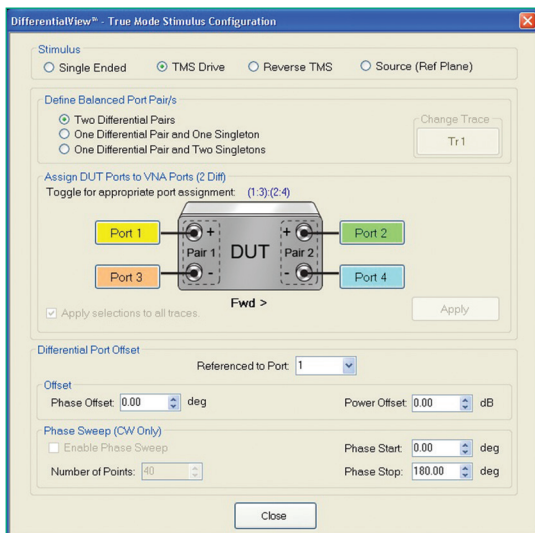 DifferentialView™ - True Mode Stimulus Configuration
Stimulus
Single Ended TMS Drive Reverse TMS Source (Ref Plane)
Define Balanced Port Pair/s
Two Differential Pairs
One Differential Pair and One Singleton
One Differential Pair and Two Singletons
Change Trace
Tr1
Assign DUT Ports to VNA Ports (2 Diff)
Toggle for appropriate port assignment: (1:3):(2:4)
Port 1 + + Port 2
Pair 1 DUT Pair 2
Port 3 - - Port 4
Fwd >
Apply selections to all traces.
Apply
Differential Port Offset
Referenced to Port: 1
Offset
Phase Offset: 0.00 deg Power Offset: 0.00 dB
Phase Sweep (CW Only)
Enable Phase Sweep Phase Start: 0.00 deg
Number of Points: 40 Phase Stop: 180.00 deg
Close